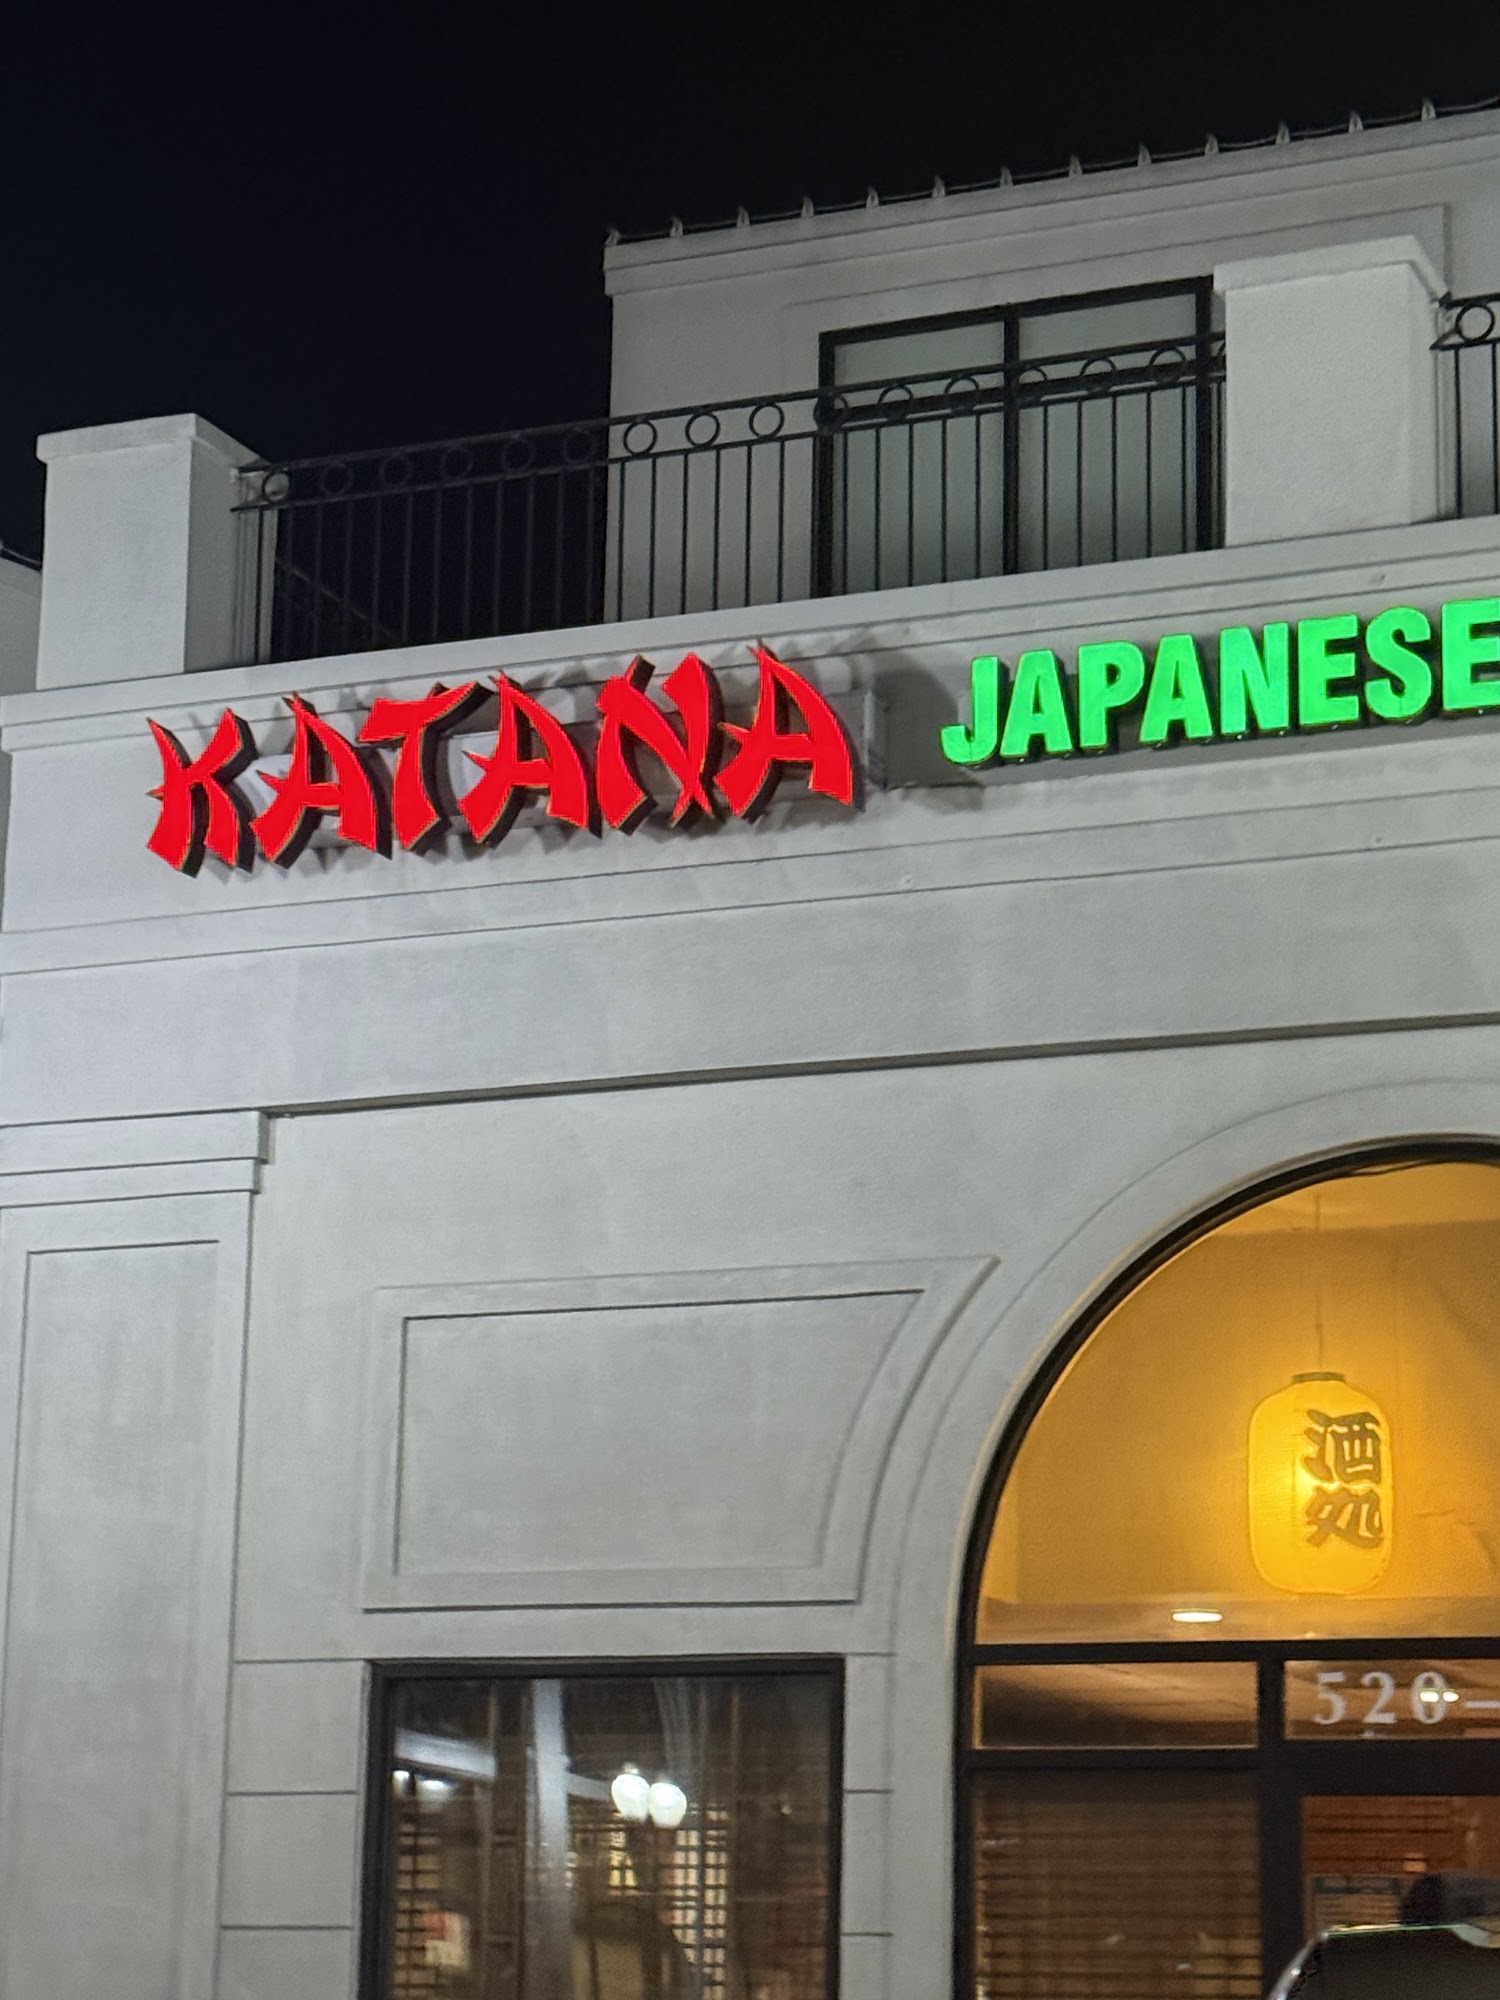 KATANA JAPANESE
酒
処
520-